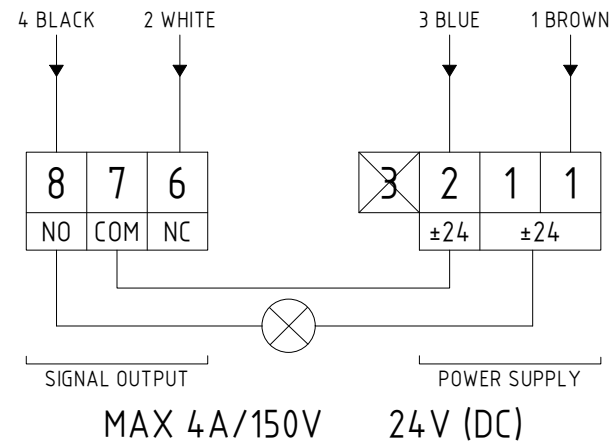 4 BLACK 2 WHITE 3 BLUE 1 BROWN
8 7 6 3 2 1 1
NO COM NC ±24 ±24
SIGNAL OUTPUT POWER SUPPLY
MAX 4A/150V 24V (DC)